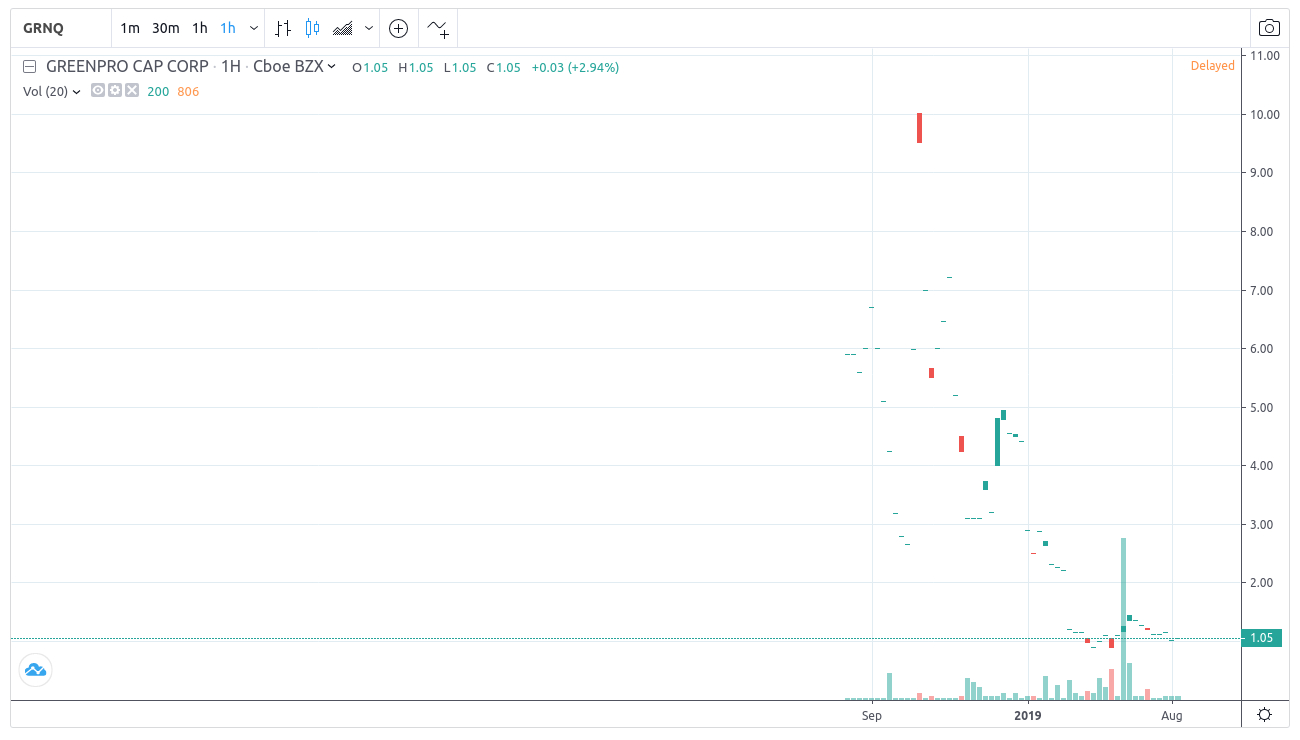 GRNQ 1m 30m 1h 1h
GREENPRO CAP CORP · 1H · Cboe BZX O1.05 H1.05 L1.05 C1.05 +0.03 (+2.94%)
Delayed
Vol (20) 200 806
11.00
10.00
9.00
8.00
7.00
6.00
5.00
4.00
3.00
2.00
1.05
Sep 2019 Aug